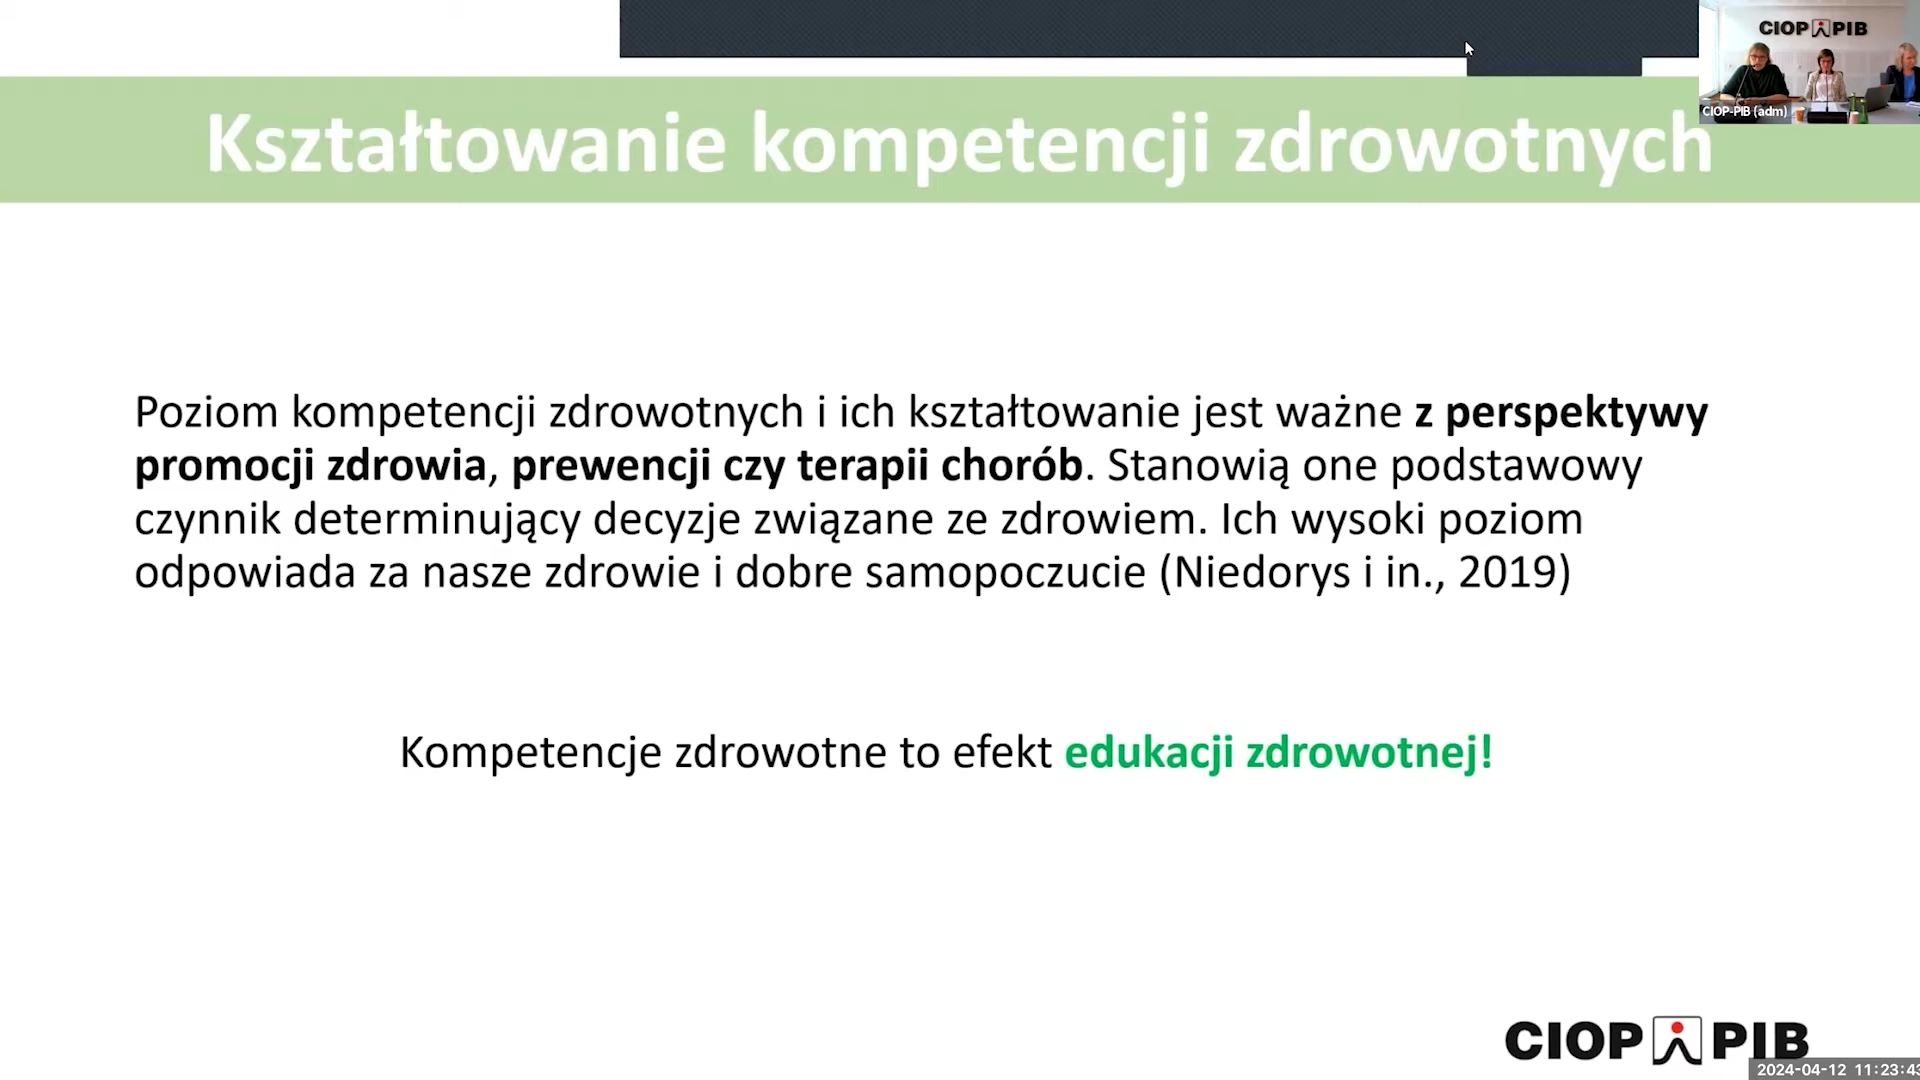 CIOP PIB
CIOP-PIB (adm)
Kształtowanie kompetencji zdrowotnych
Poziom kompetencji zdrowotnych i ich kształtowanie jest ważne z perspektywy
promocji zdrowia, prewencji czy terapii chorób. Stanowią one podstawowy
czynnik determinujący decyzje związane ze zdrowiem. Ich wysoki poziom
odpowiada za nasze zdrowie i dobre samopoczucie (Niedorys i in., 2019)
Kompetencje zdrowotne to efekt edukacji zdrowotnej!
CIOP PIB
2024-04-12 11:23:43